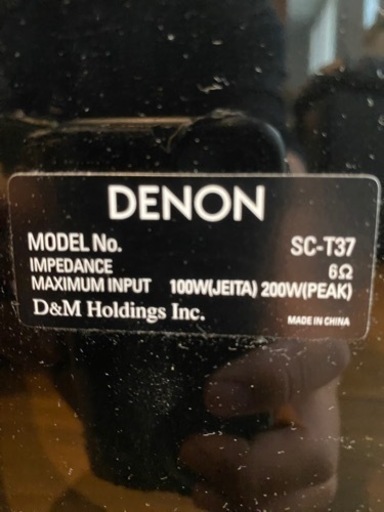 DENON
MODEL No. SC-T37
IMPEDANCE 6Ω
MAXIMUM INPUT 100W(JEITA) 200W(PEAK)
D&M Holdings Inc. MADE IN CHINA